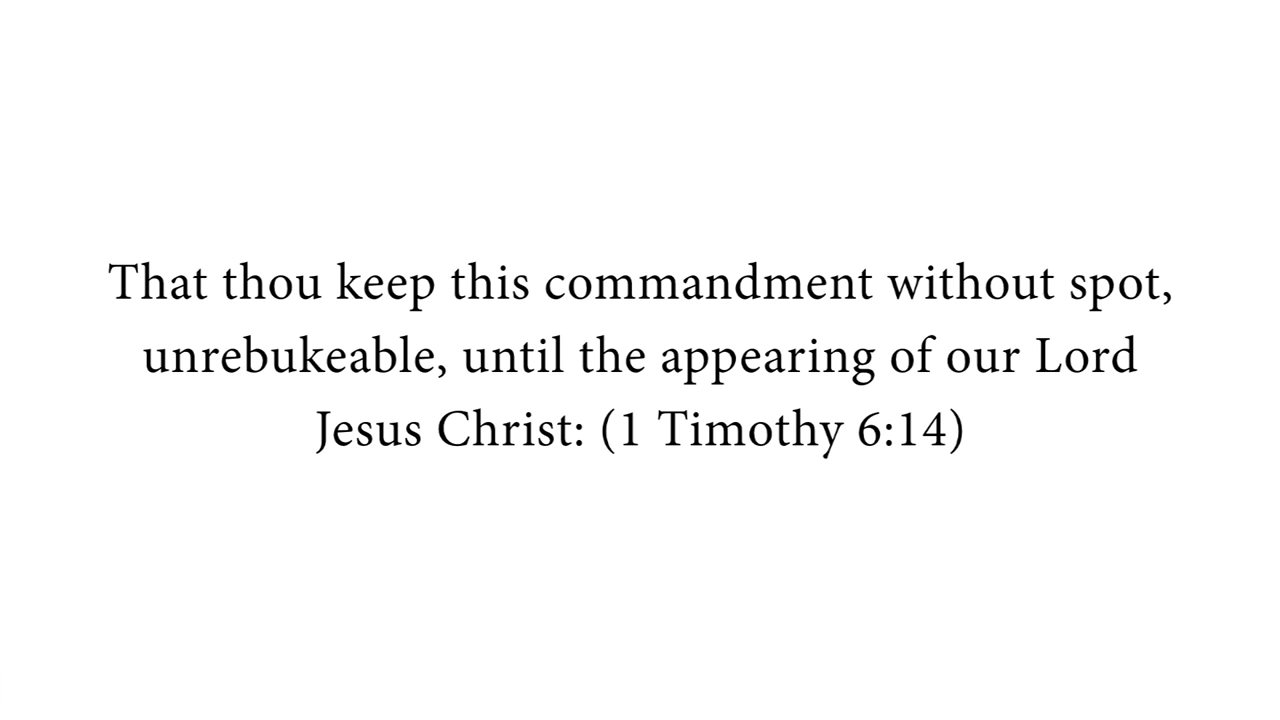 That thou keep this commandment without spot,
unrebukeable, until the appearing of our Lord
Jesus Christ: (1 Timothy 6:14)